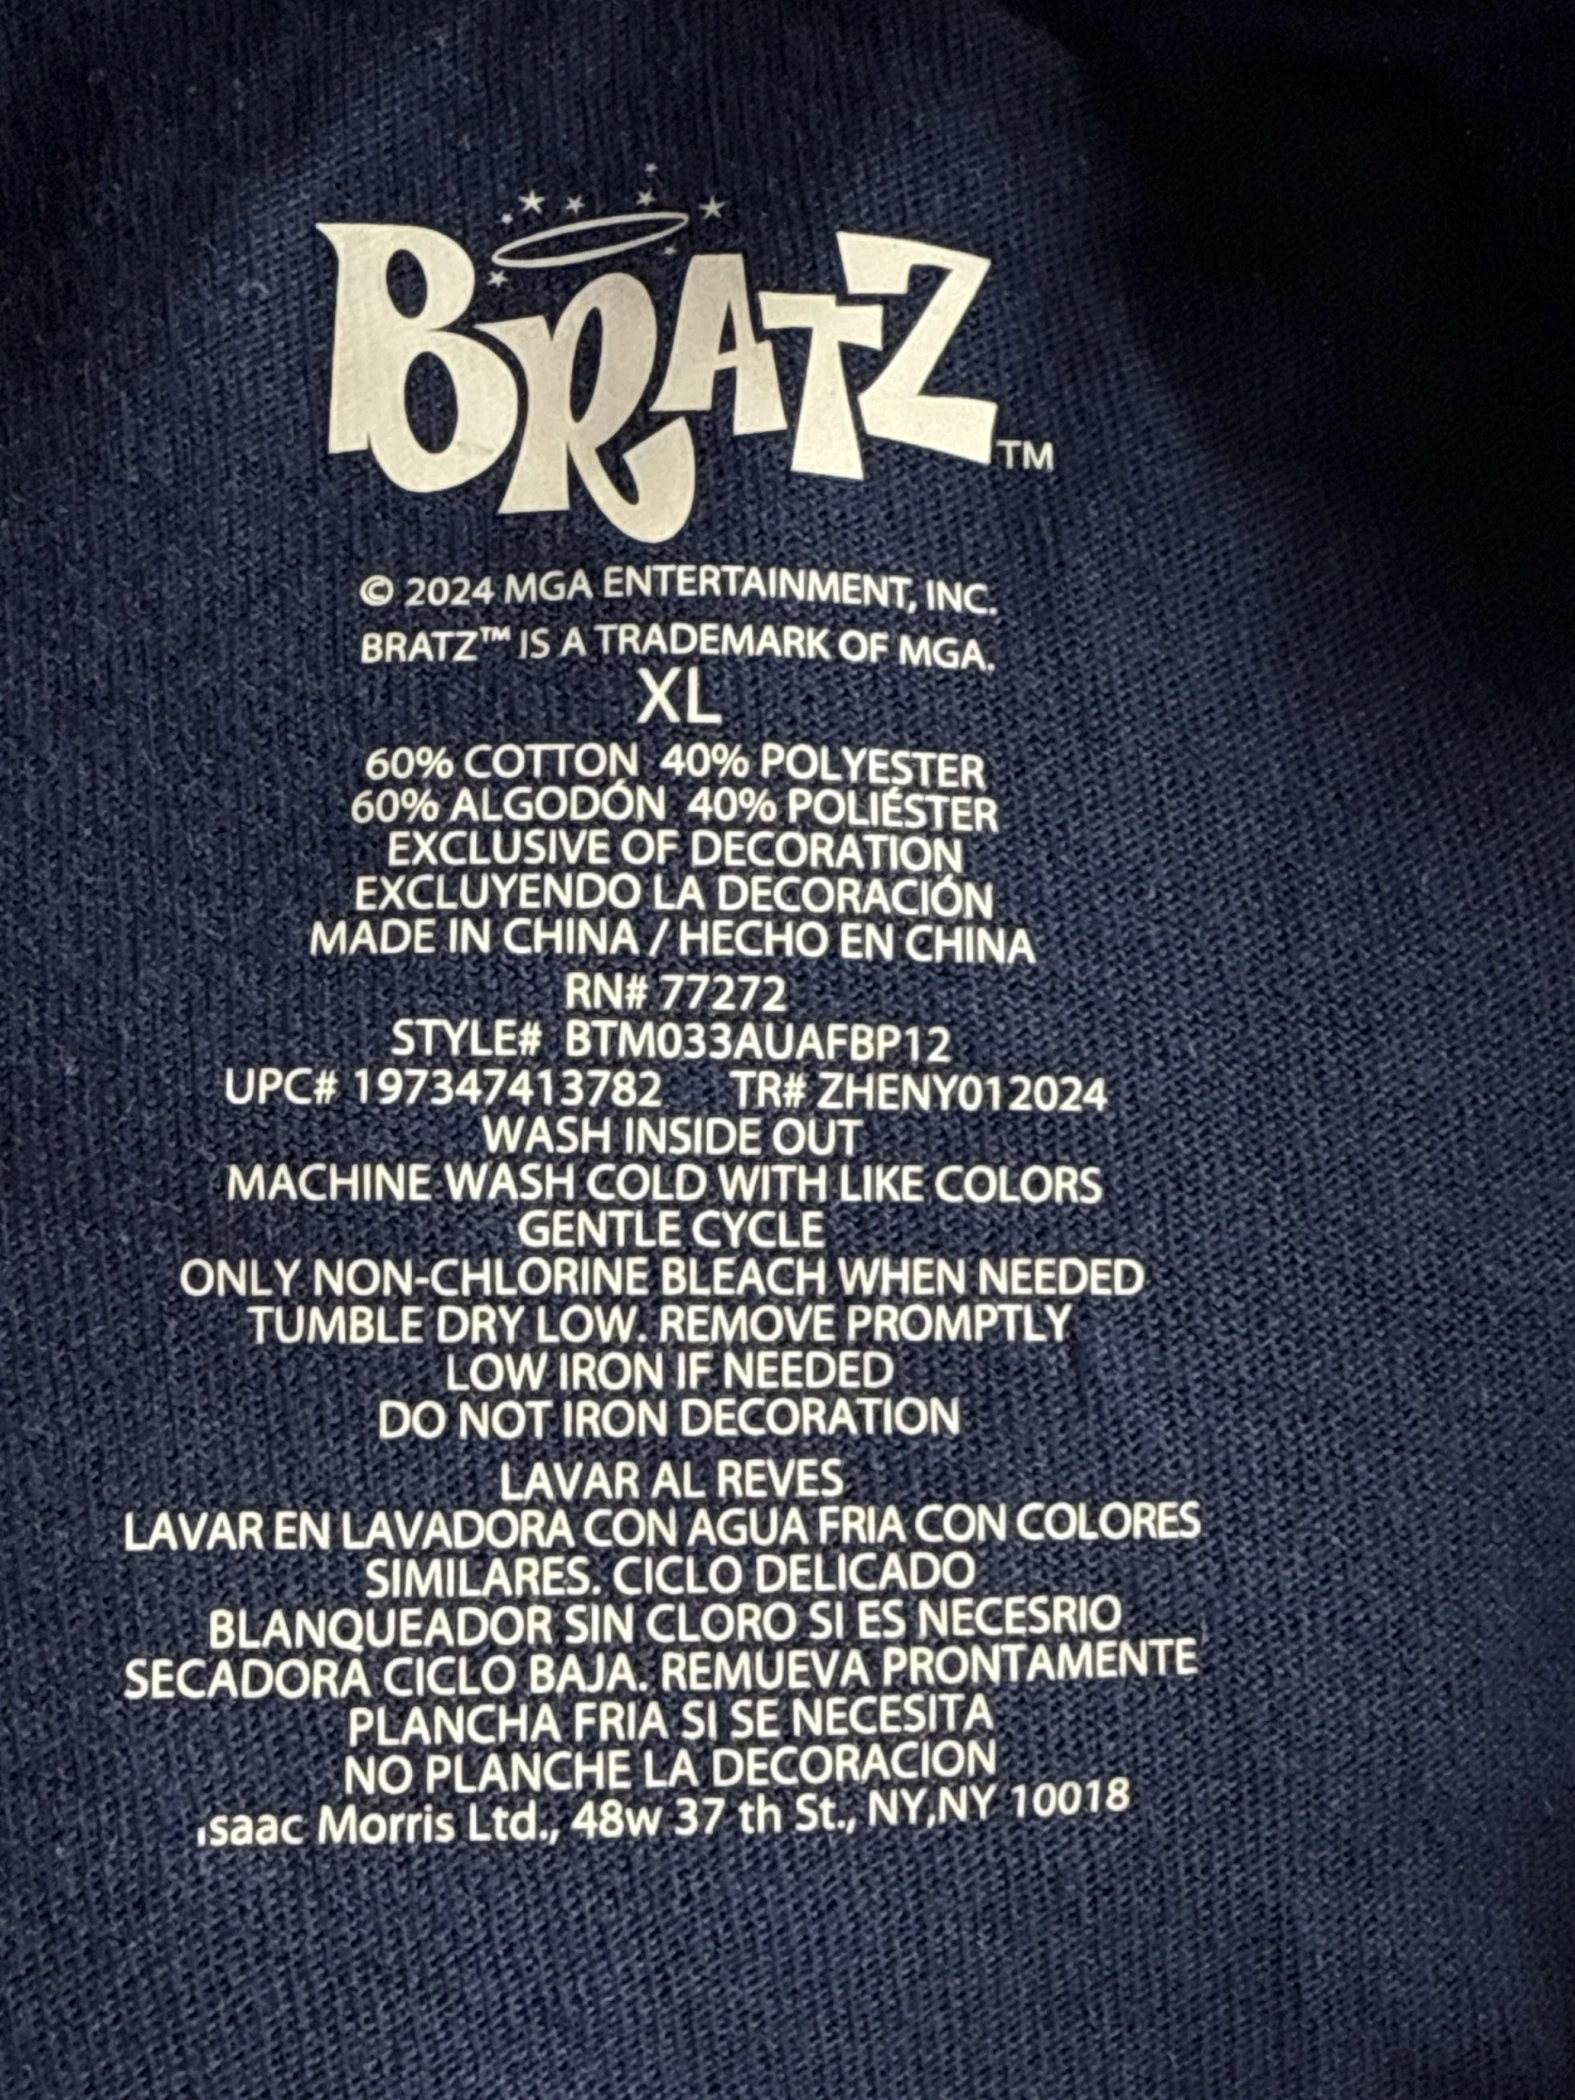 BRATZ™
© 2024 MGA ENTERTAINMENT, INC.
BRATZ™ IS A TRADEMARK OF MGA.
XL
60% COTTON 40% POLYESTER
60% ALGODÓN 40% POLIÉSTER
EXCLUSIVE OF DECORATION
EXCLUYENDO LA DECORACIÓN
MADE IN CHINA / HECHO EN CHINA
RN# 77272
STYLE# BTM033AUAFBP12
UPC# 197347413782 TR# ZHENY012024
WASH INSIDE OUT
MACHINE WASH COLD WITH LIKE COLORS
GENTLE CYCLE
ONLY NON-CHLORINE BLEACH WHEN NEEDED
TUMBLE DRY LOW. REMOVE PROMPTLY
LOW IRON IF NEEDED
DO NOT IRON DECORATION
LAVAR AL REVES
LAVAR EN LAVADORA CON AGUA FRIA CON COLORES
SIMILARES. CICLO DELICADO
BLANQUEADOR SIN CLORO SI ES NECESRIO
SECADORA CICLO BAJA. REMUEVA PRONTAMENTE
PLANCHA FRIA SI SE NECESITA
NO PLANCHE LA DECORACION
Isaac Morris Ltd., 48w 37 th St., NY,NY 10018